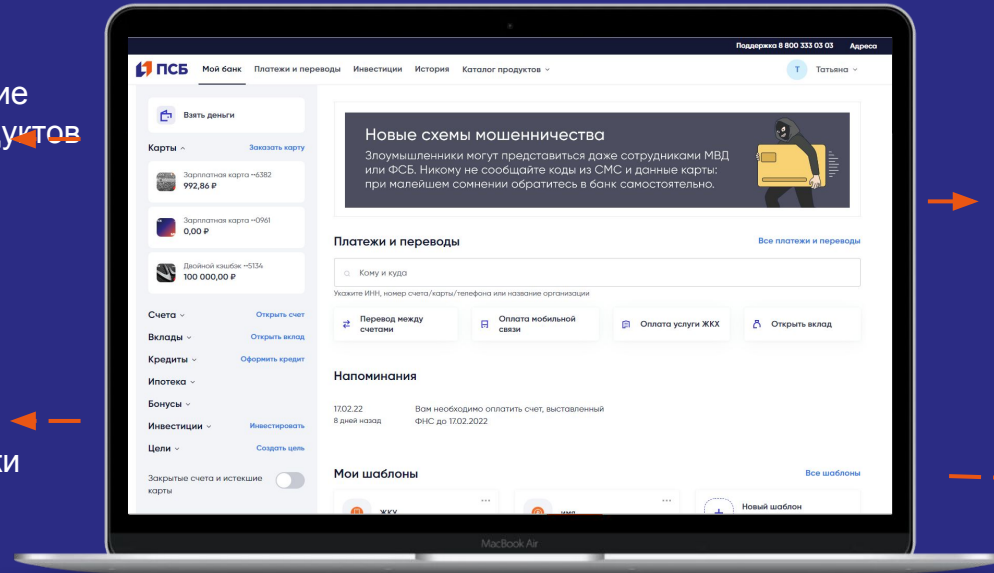 Поддержка 8 800 333 03 03 Адреса
ПСБ Мой банк Платежи и переводы Инвестиции История Каталог продуктов Т Татьяна
ие
дуктов
ки
Взять деньги
Карты Заказать карту
Зарплатная карта ··6382
992,86 ₽
Зарплатная карта ··0961
0,00 ₽
Двойной кэшбэк ··5134
100 000,00 ₽
Счета Открыть счет
Вклады Открыть вклад
Кредиты Оформить кредит
Ипотека
Бонусы
Инвестиции Инвестировать
Цели Создать цель
Закрытые счета и истекшие
карты
Новые схемы мошенничества
Злоумышленники могут представиться даже сотрудниками МВД
или ФСБ. Никому не сообщайте коды из СМС и данные карты:
при малейшем сомнении обратитесь в банк самостоятельно.
Платежи и переводы Все платежи и переводы
Кому и куда
Укажите ИНН, номер счета/карты/телефона или название организации
Перевод между
счетами
Оплата мобильной
связи
Оплата услуги ЖКХ
Открыть вклад
Напоминания
17.02.22 Вам необходимо оплатить счет, выставленный
8 дней назад ФНС до 17.02.2022
Мои шаблоны Все шаблоны
ЖКУ
имя
Новый шаблон
MacBook Air